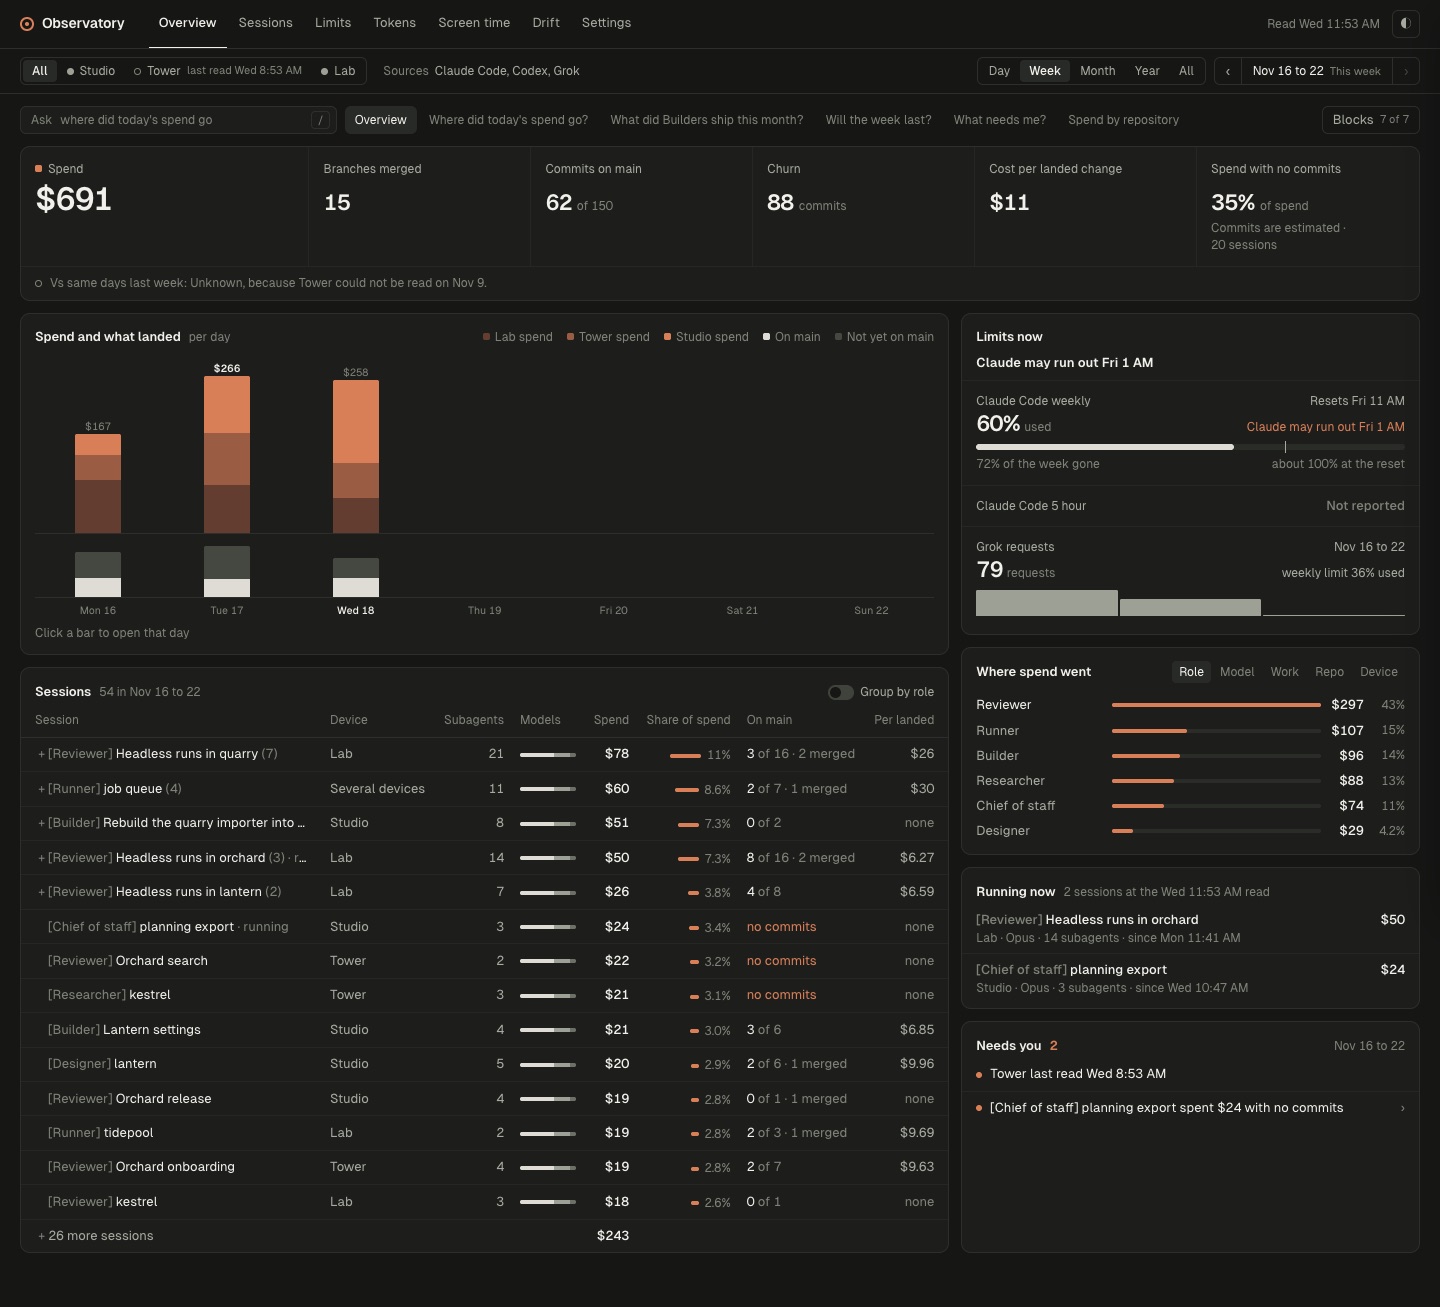 Observatory Overview Sessions Limits Tokens Screen time Drift Settings Read Wed 11:53 AM
All Studio Tower last read Wed 8:53 AM Lab Sources Claude Code, Codex, Grok Day Week Month Year All ‹ Nov 16 to 22 This week ›
Ask where did today's spend go / Overview Where did today's spend go? What did Builders ship this month? Will the week last? What needs me? Spend by repository Blocks 7 of 7
Spend Branches merged Commits on main Churn Cost per landed change Spend with no commits
$691 15 62 of 150 88 commits $11 35% of spend
Commits are estimated ·
20 sessions
Vs same days last week: Unknown, because Tower could not be read on Nov 9.
Spend and what landed per day Lab spend Tower spend Studio spend On main Not yet on main
$167 $266 $258
Mon 16 Tue 17 Wed 18 Thu 19 Fri 20 Sat 21 Sun 22
Click a bar to open that day
Limits now
Claude may run out Fri 1 AM
Claude Code weekly Resets Fri 11 AM
60% used Claude may run out Fri 1 AM
72% of the week gone about 100% at the reset
Claude Code 5 hour Not reported
Grok requests Nov 16 to 22
79 requests weekly limit 36% used
Sessions 54 in Nov 16 to 22 Group by role
Session Device Subagents Models Spend Share of spend On main Per landed
+ [Reviewer] Headless runs in quarry (7) Lab 21 $78 11% 3 of 16 · 2 merged $26
+ [Runner] job queue (4) Several devices 11 $60 8.6% 2 of 7 · 1 merged $30
+ [Builder] Rebuild the quarry importer into … Studio 8 $51 7.3% 0 of 2 none
+ [Reviewer] Headless runs in orchard (3) · r… Lab 14 $50 7.3% 8 of 16 · 2 merged $6.27
+ [Reviewer] Headless runs in lantern (2) Lab 7 $26 3.8% 4 of 8 $6.59
[Chief of staff] planning export · running Studio 3 $24 3.4% no commits none
[Reviewer] Orchard search Tower 2 $22 3.2% no commits none
[Researcher] kestrel Tower 3 $21 3.1% no commits none
[Builder] Lantern settings Studio 4 $21 3.0% 3 of 6 $6.85
[Designer] lantern Studio 5 $20 2.9% 2 of 6 · 1 merged $9.96
[Reviewer] Orchard release Studio 4 $19 2.8% 0 of 1 · 1 merged none
[Runner] tidepool Lab 2 $19 2.8% 2 of 3 · 1 merged $9.69
[Reviewer] Orchard onboarding Tower 4 $19 2.8% 2 of 7 $9.63
[Reviewer] kestrel Lab 3 $18 2.6% 0 of 1 none
+ 26 more sessions $243
Where spend went Role Model Work Repo Device
Reviewer $297 43%
Runner $107 15%
Builder $96 14%
Researcher $88 13%
Chief of staff $74 11%
Designer $29 4.2%
Running now 2 sessions at the Wed 11:53 AM read
[Reviewer] Headless runs in orchard $50
Lab · Opus · 14 subagents · since Mon 11:41 AM
[Chief of staff] planning export $24
Studio · Opus · 3 subagents · since Wed 10:47 AM
Needs you 2 Nov 16 to 22
Tower last read Wed 8:53 AM
[Chief of staff] planning export spent $24 with no commits ›